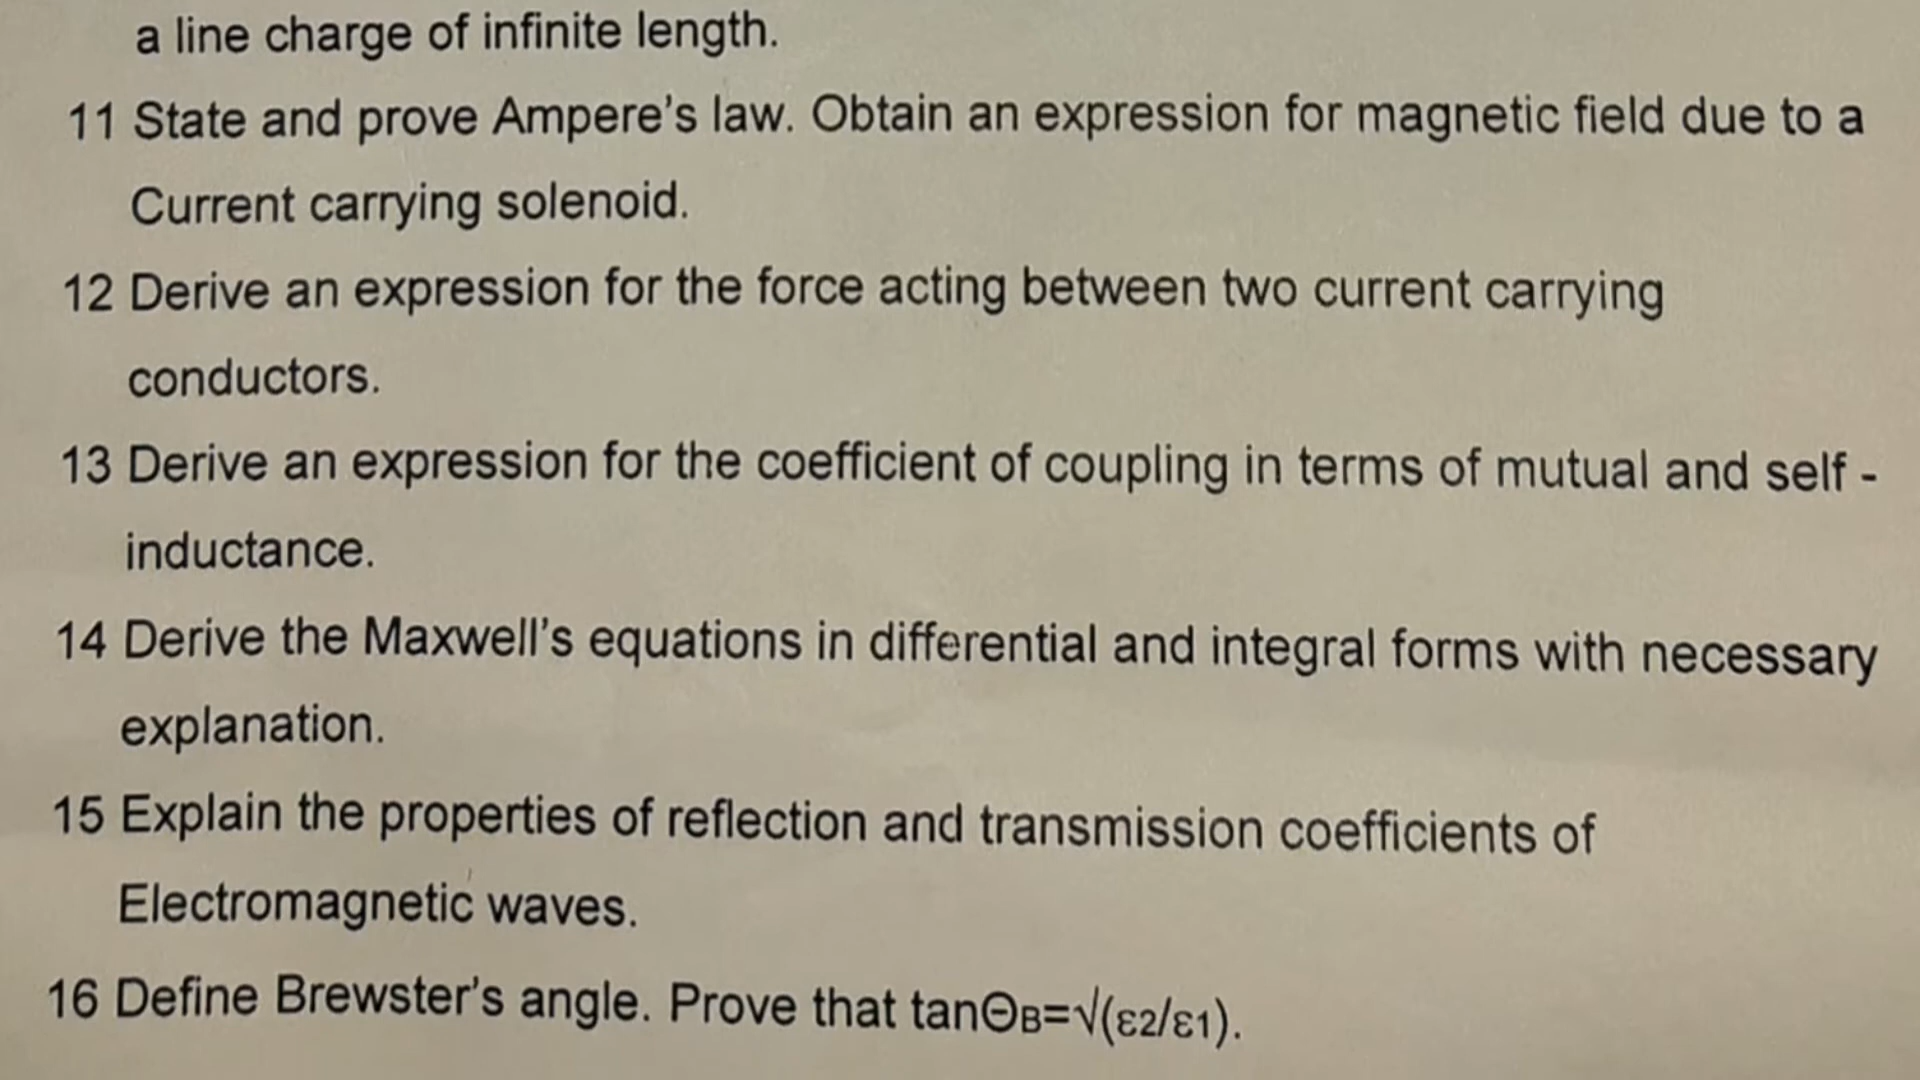 a line charge of infinite length.
11 State and prove Ampere's law. Obtain an expression for magnetic field due to a
Current carrying solenoid.
12 Derive an expression for the force acting between two current carrying
conductors.
13 Derive an expression for the coefficient of coupling in terms of mutual and self -
inductance.
14 Derive the Maxwell's equations in differential and integral forms with necessary
explanation.
15 Explain the properties of reflection and transmission coefficients of
Electromagnetic waves.
16 Define Brewster's angle. Prove that tanΘB=√(ε2/ε1).